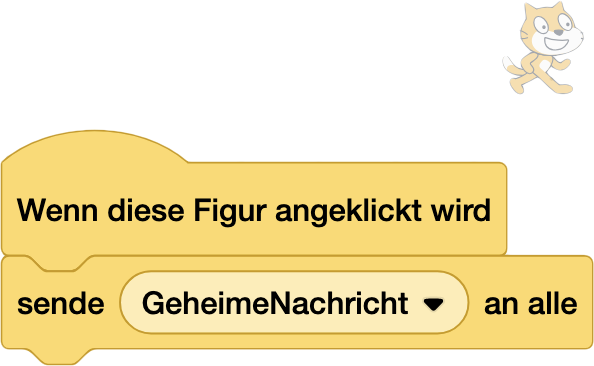 Wenn diese Figur angeklickt wird
sende GeheimeNachricht an alle